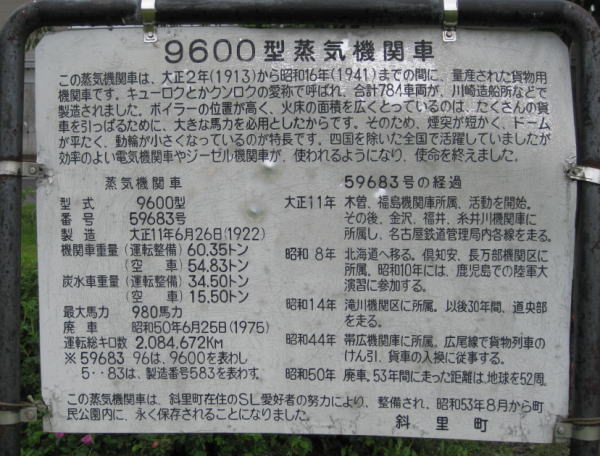 9600型蒸気機関車
この蒸気機関車は、大正2年(1913)から昭和16年(1941)までの間に、量産された貨物用
機関車です。キューロクとかクンロクの愛称で呼ばれ、合計784車両が、川崎造船所などで
製造されました。ボイラーの位置が高く、火床の面積を広くとっているのは、たくさんの貨
車を引っぱるために、大きな馬力を必用としたからです。そのため、煙突が短かく、ドーム
が平たく、動輪が小さくなっているのが特長です。四国を除いた全国で活躍していましたが
効率のよい電気機関車やジーゼル機関車が、使われるようになり、使命を終えました。
蒸気機関車
型式 9600型
番号 59683号
製造 大正11年6月26日(1922)
機関車重量(運転整備)60.35トン
(空車)54.83トン
炭水車重量(運転整備)34.50トン
(空車)15.50トン
最大馬力 980馬力
廃車 昭和50年6月25日(1975)
運転総キロ数 2,084,672KM
※59683 96は、9600を表わし
5··83は、製造番号583を表わす。
59683号の経過
大正11年 木曽、福島機関庫所属、活動を開始。
その後、金沢、福井、糸井川機関庫に
所属し、名古屋鉄道管理局内各線を走る。
昭和8年 北海道へ移る。倶知安、長万部機関区に
所属、昭和10年には、鹿児島での陸軍大
演習に参加する。
昭和14年 滝川機関区に所属。以後30年間、道央部
を走る。
昭和44年 帯広機関庫に所属、広尾線で貨物列車の
けん引、貨車の入換に従事する。
昭和50年 廃車。53年間に走った距離は、地球を52周。
この蒸気機関車は、斜里町在住のSL愛好者の努力により、整備され、昭和53年8月から町
民公園内に、永く保存されることになりました。
斜里町